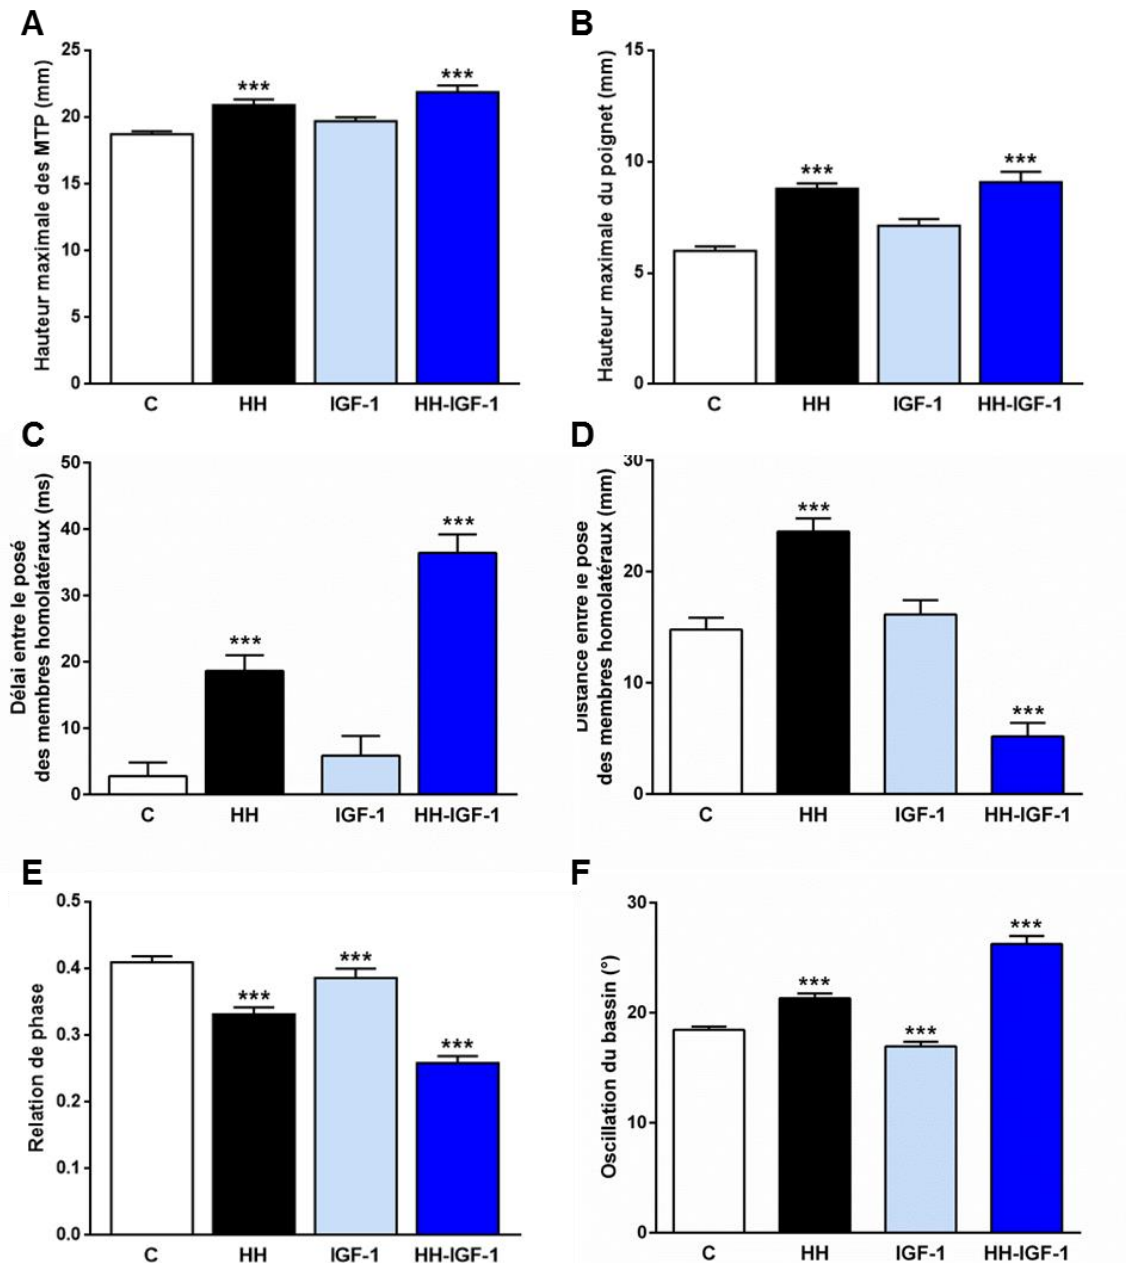 A
Hauteur maximale des MTP (mm)
25
20
15
10
5
0
***
***
C HH IGF-1 HH-IGF-1
B
Hauteur maximale du poignet (mm)
15
10
5
0
***
***
C HH IGF-1 HH-IGF-1
C
Délai entre le posé
des membres homolatéraux (ms)
50
40
30
20
10
0
***
***
C HH IGF-1 HH-IGF-1
D
Distance entre le pose
des membres homolatéraux (mm)
30
20
10
0
***
***
C HH IGF-1 HH-IGF-1
E
Relation de phase
0.5
0.4
0.3
0.2
0.1
0.0
***
***
***
C HH IGF-1 HH-IGF-1
F
Oscillation du bassin (°)
30
20
10
0
***
***
***
C HH IGF-1 HH-IGF-1